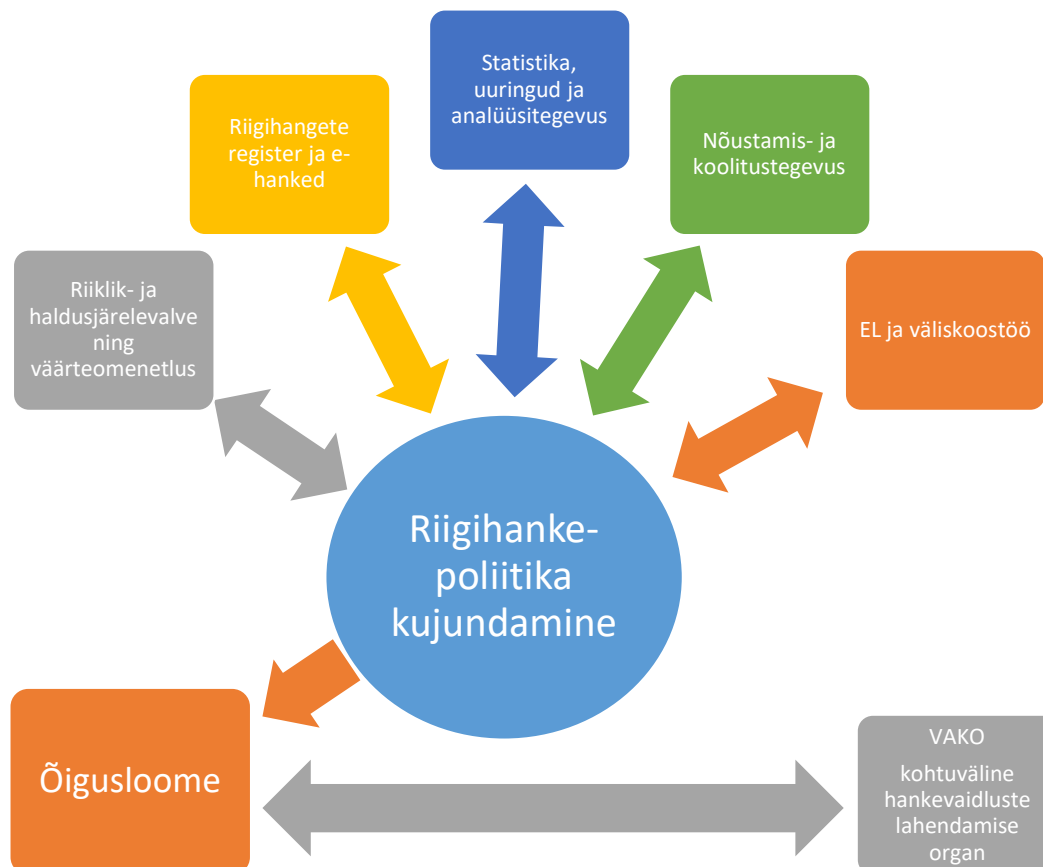 Statistika,
uuringud ja
analüüsitegevus
Riigihangete
register ja e-
hanked
Nõustamis- ja
koolitustegevus
Riiklik- ja
haldusjärelevalve
ning
väärteomenetlus
EL ja väliskoostöö
Riigihanke-
poliitika
kujundamine
Õigusloome
VAKO
kohtuväline
hankevaidluste
lahendamise
organ